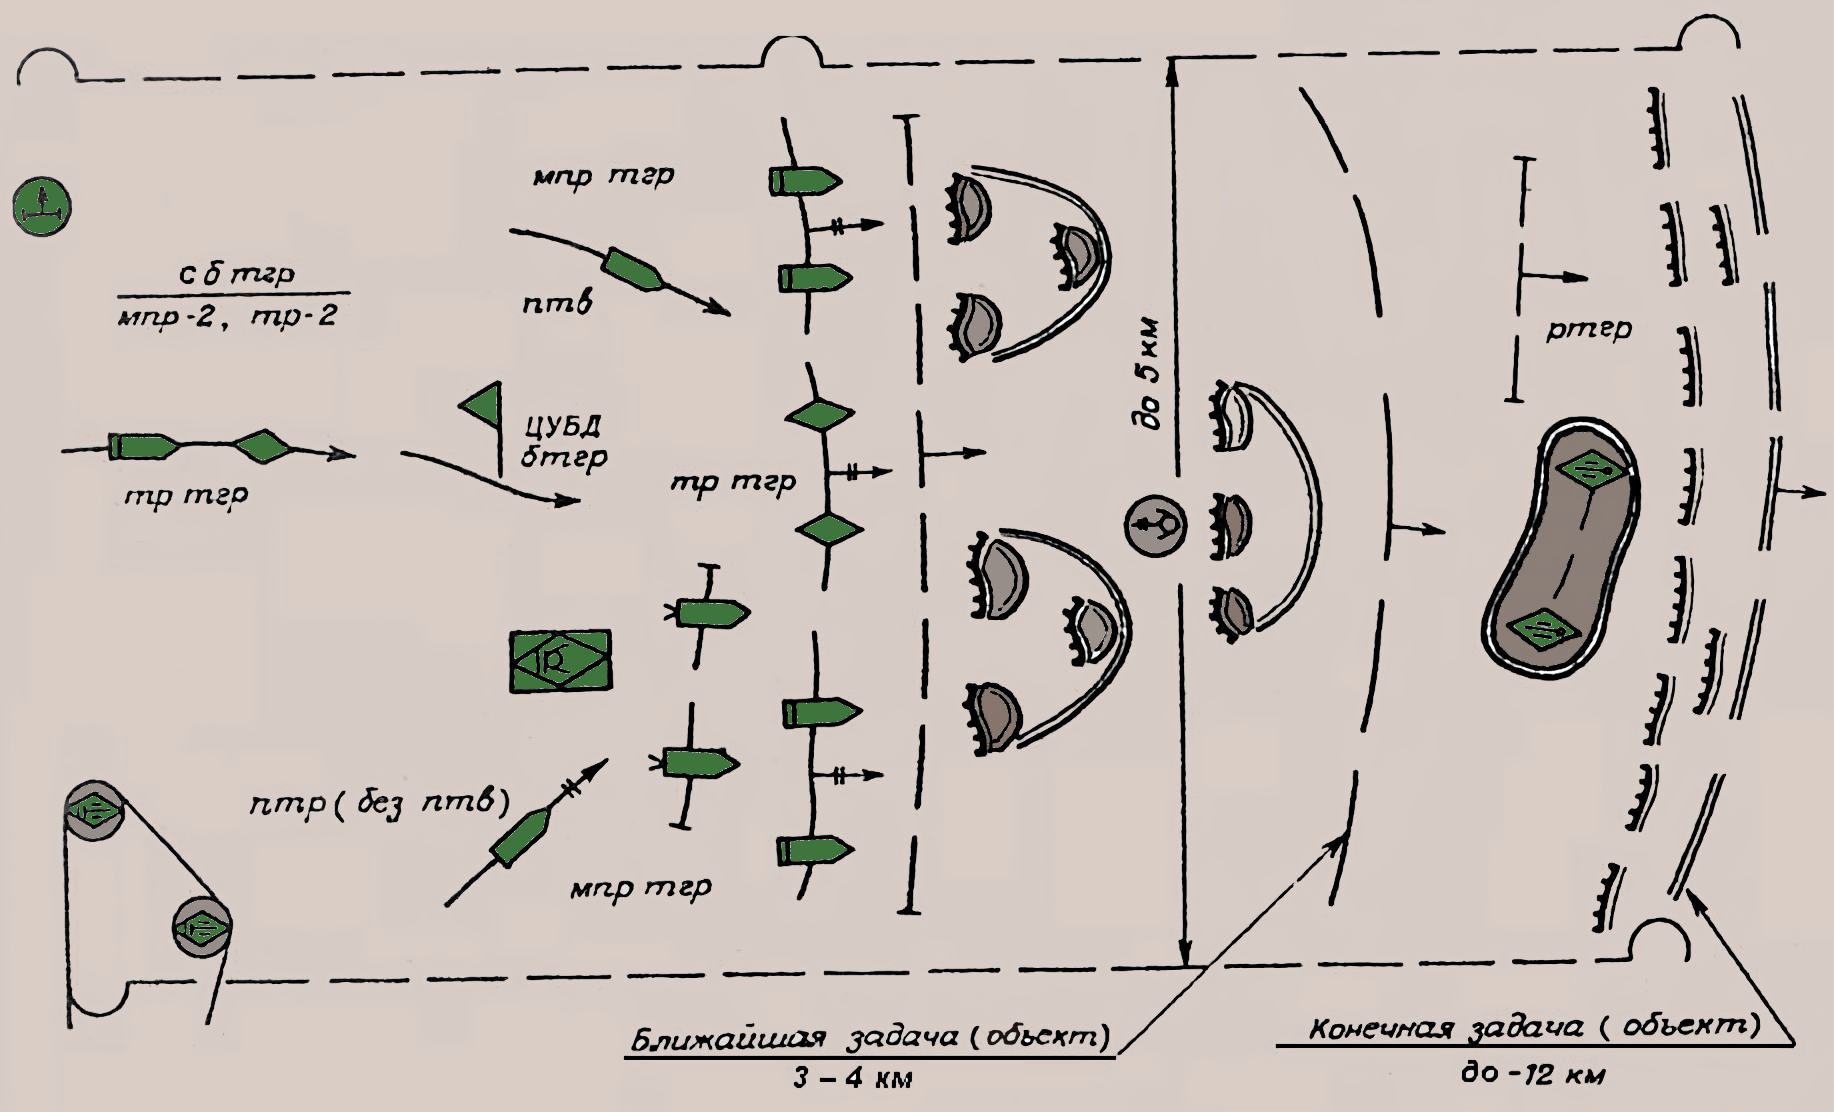 мпр тгр
птв
с б тгр
мпр-2, тр-2
ЦУБД
бтгр
тр тгр
тр тгр
до 5 км
ртгр
птр (без птв)
мпр тгр
Ближайшая задача (объект)
3 – 4 км
Конечная задача (объект)
до -12 км